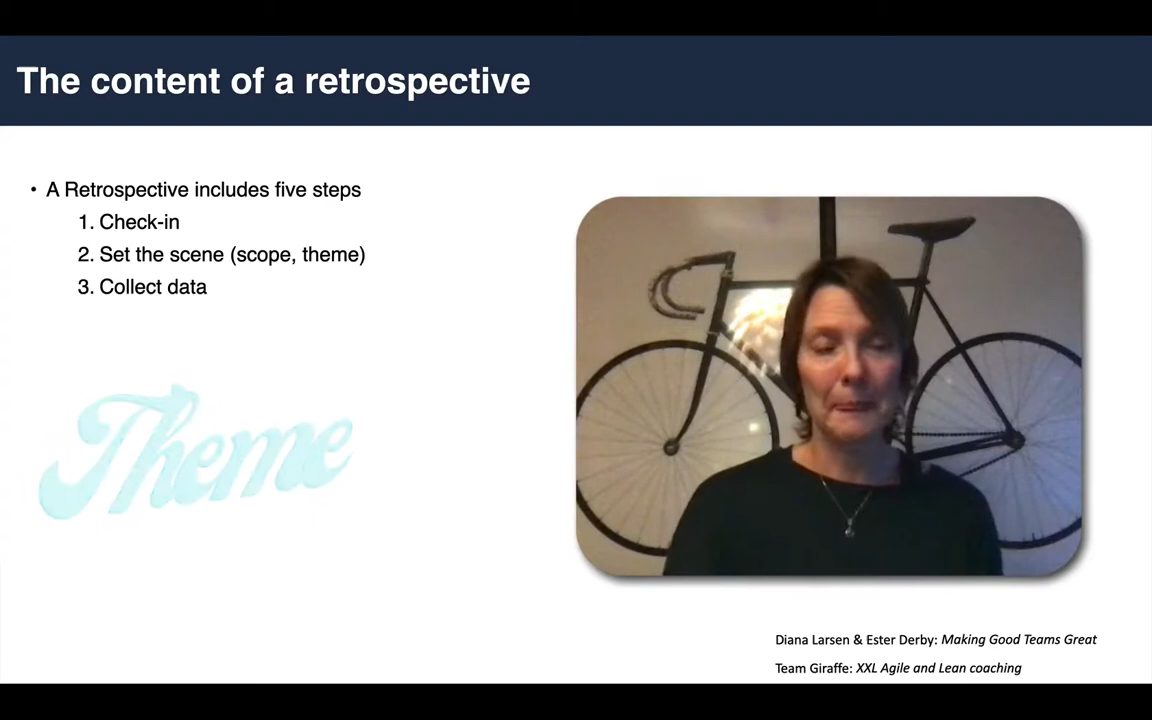 The content of a retrospective
• A Retrospective includes five steps
1. Check-in
2. Set the scene (scope, theme)
3. Collect data
Theme
Diana Larsen & Ester Derby: Making Good Teams Great
Team Giraffe: XXL Agile and Lean coaching